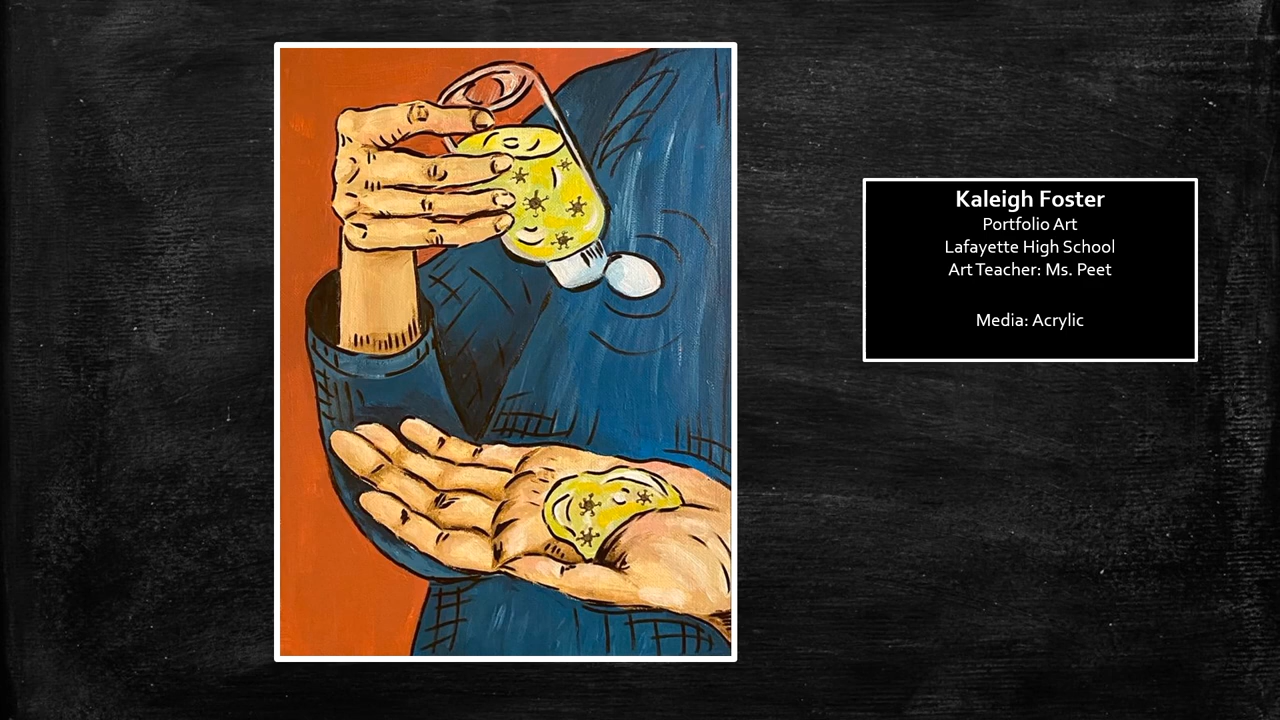 Kaleigh Foster
Portfolio Art
Lafayette High School
Art Teacher: Ms. Peet
Media: Acrylic